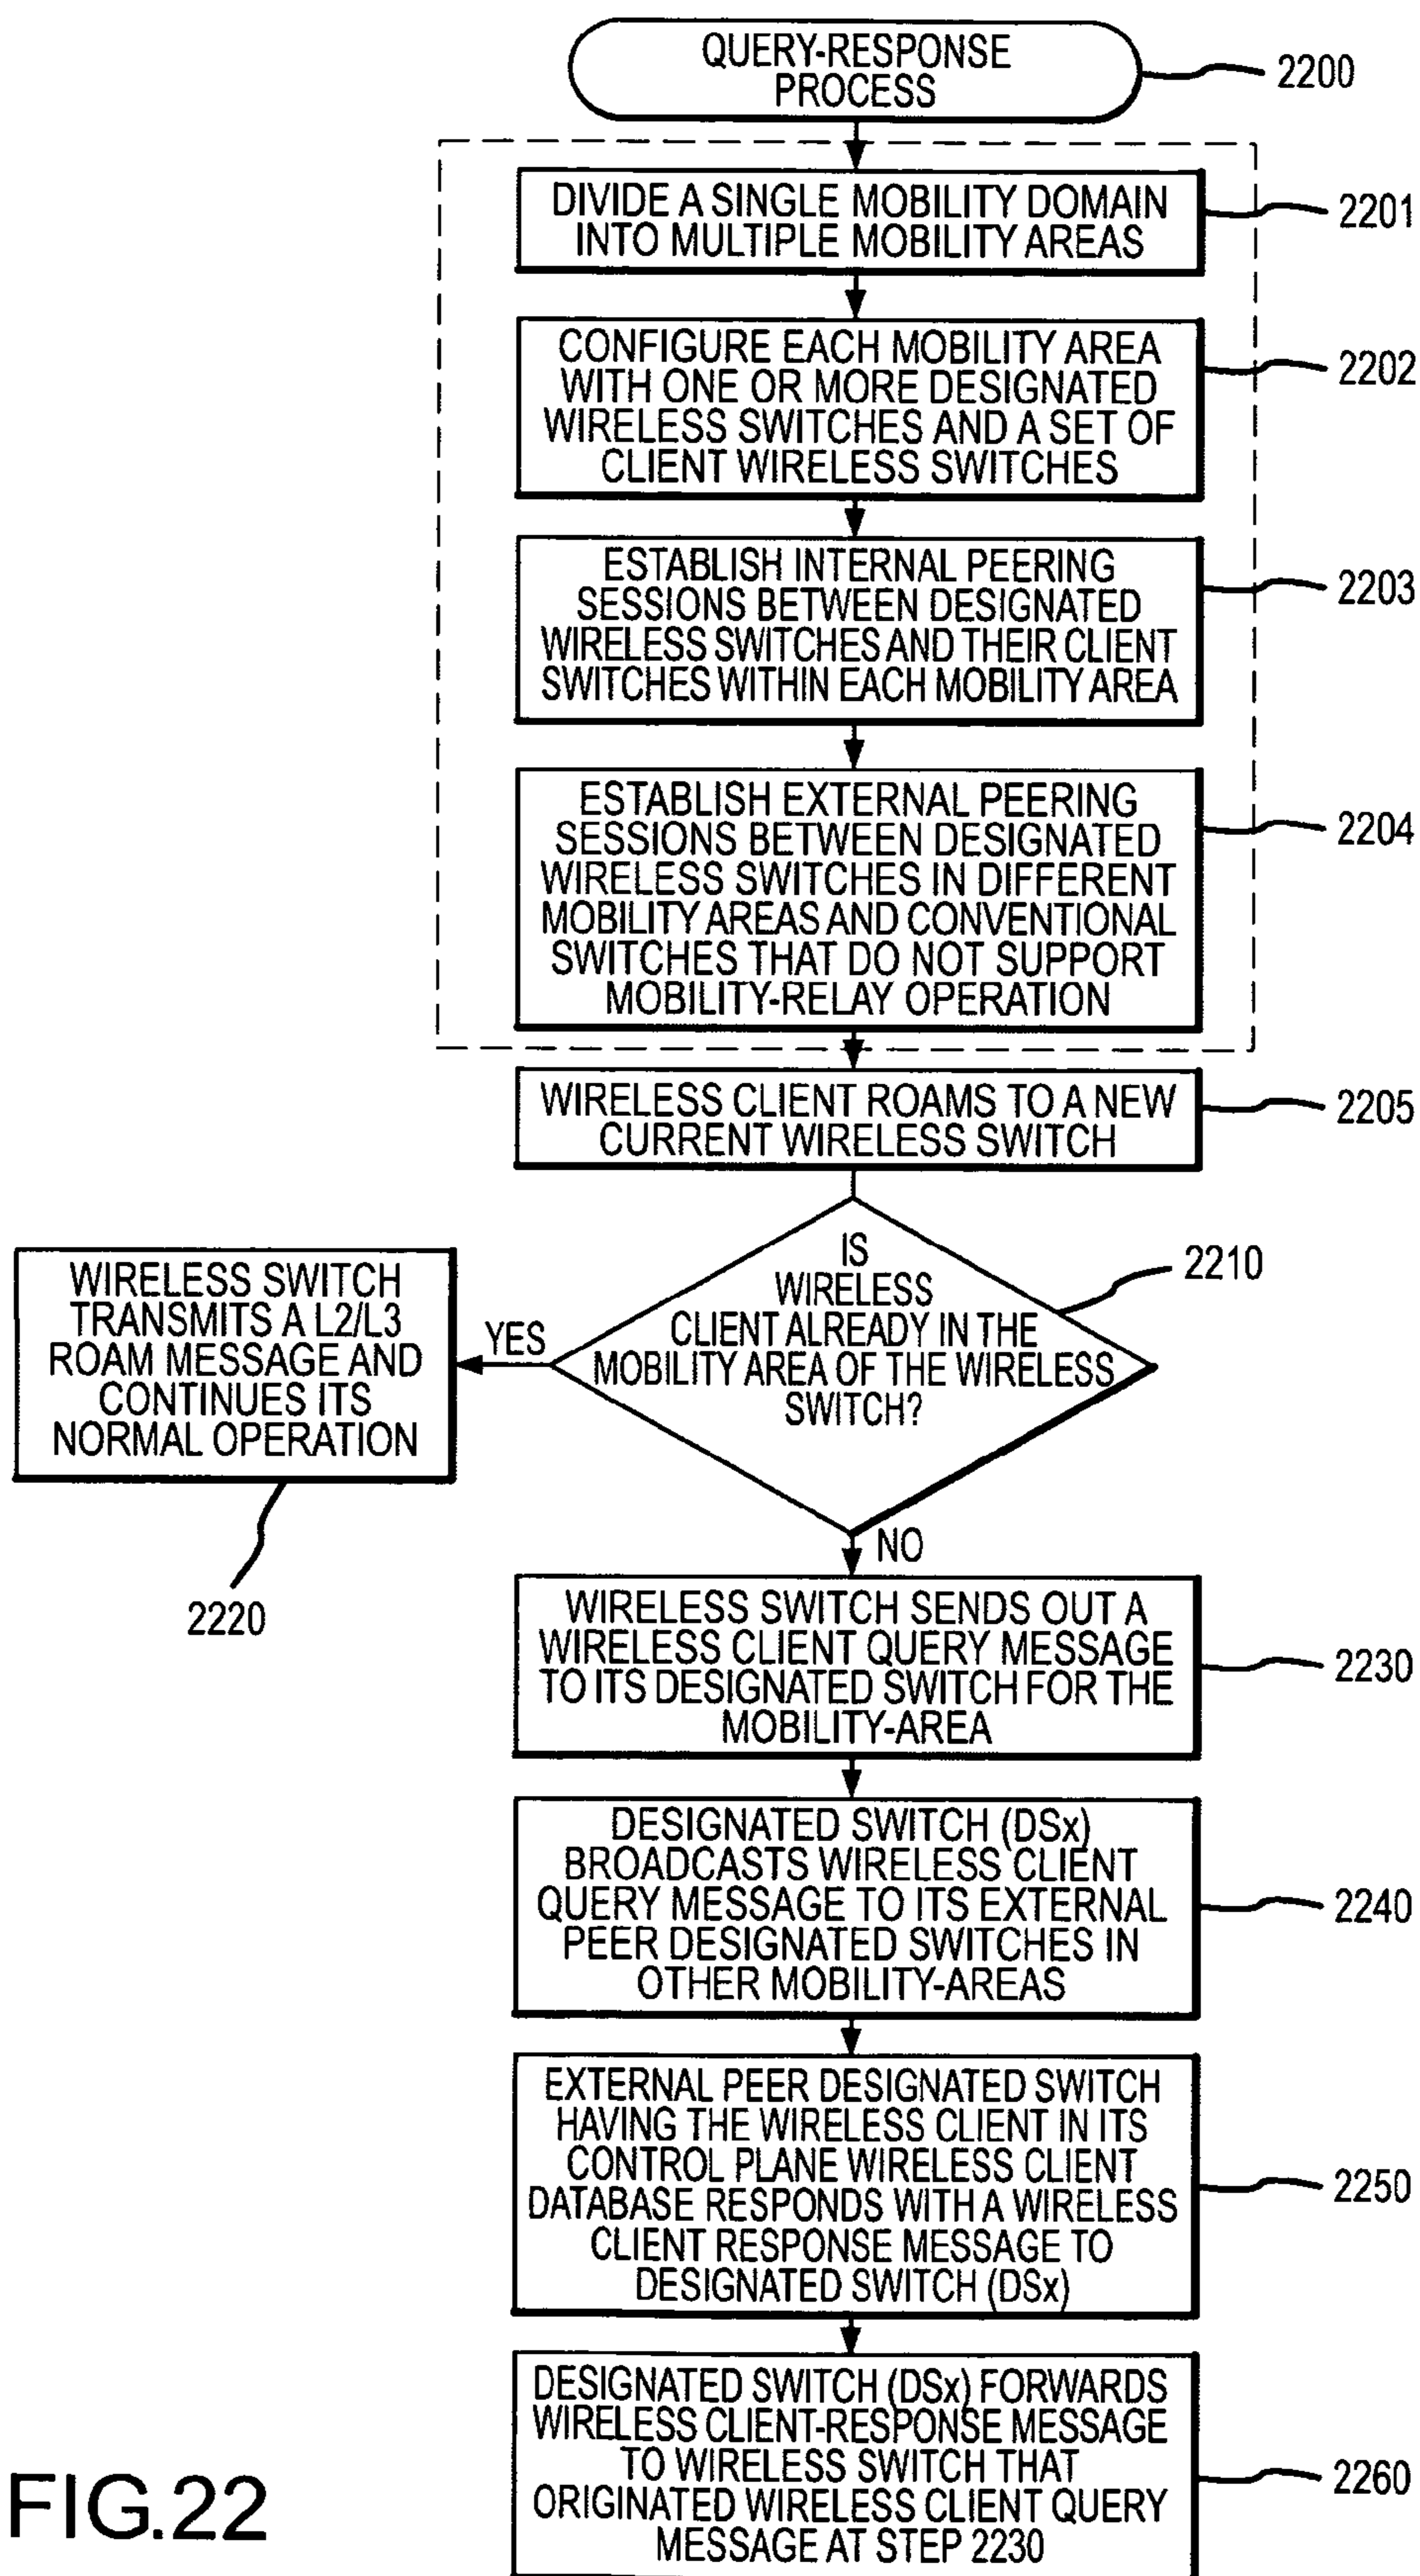 QUERY-RESPONSE
PROCESS
2200
DIVIDE A SINGLE MOBILITY DOMAIN
INTO MULTIPLE MOBILITY AREAS
2201
CONFIGURE EACH MOBILITY AREA
WITH ONE OR MORE DESIGNATED
WIRELESS SWITCHES AND A SET OF
CLIENT WIRELESS SWITCHES
2202
ESTABLISH INTERNAL PEERING
SESSIONS BETWEEN DESIGNATED
WIRELESS SWITCHES AND THEIR CLIENT
SWITCHES WITHIN EACH MOBILITY AREA
2203
ESTABLISH EXTERNAL PEERING
SESSIONS BETWEEN DESIGNATED
WIRELESS SWITCHES IN DIFFERENT
MOBILITY AREAS AND CONVENTIONAL
SWITCHES THAT DO NOT SUPPORT
MOBILITY-RELAY OPERATION
2204
WIRELESS CLIENT ROAMS TO A NEW
CURRENT WIRELESS SWITCH
2205
IS
WIRELESS
CLIENT ALREADY IN THE
MOBILITY AREA OF THE WIRELESS
SWITCH?
2210
YES
WIRELESS SWITCH
TRANSMITS A L2/L3
ROAM MESSAGE AND
CONTINUES ITS
NORMAL OPERATION
2220
NO
WIRELESS SWITCH SENDS OUT A
WIRELESS CLIENT QUERY MESSAGE
TO ITS DESIGNATED SWITCH FOR THE
MOBILITY-AREA
2230
DESIGNATED SWITCH (DSx)
BROADCASTS WIRELESS CLIENT
QUERY MESSAGE TO ITS EXTERNAL
PEER DESIGNATED SWITCHES IN
OTHER MOBILITY-AREAS
2240
EXTERNAL PEER DESIGNATED SWITCH
HAVING THE WIRELESS CLIENT IN ITS
CONTROL PLANE WIRELESS CLIENT
DATABASE RESPONDS WITH A WIRELESS
CLIENT RESPONSE MESSAGE TO
DESIGNATED SWITCH (DSx)
2250
DESIGNATED SWITCH (DSx) FORWARDS
WIRELESS CLIENT-RESPONSE MESSAGE
TO WIRELESS SWITCH THAT
ORIGINATED WIRELESS CLIENT QUERY
MESSAGE AT STEP 2230
2260
FIG.22